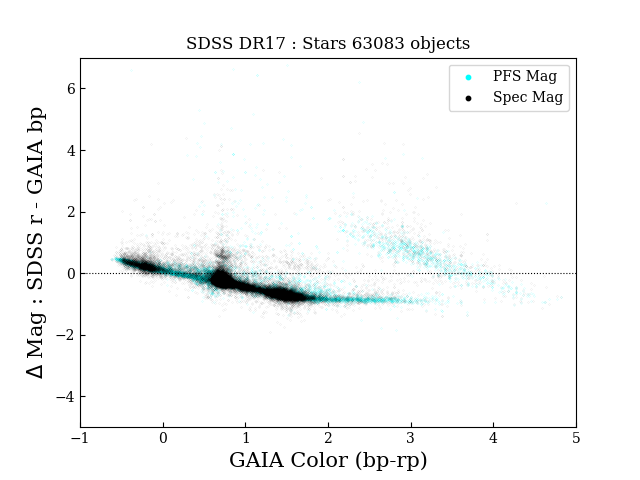 SDSS DR17 : Stars 63083 objects
PFS Mag
Spec Mag
6
4
2
0
−2
−4
Δ Mag : SDSS r - GAIA bp
−1 0 1 2 3 4 5
GAIA Color (bp-rp)